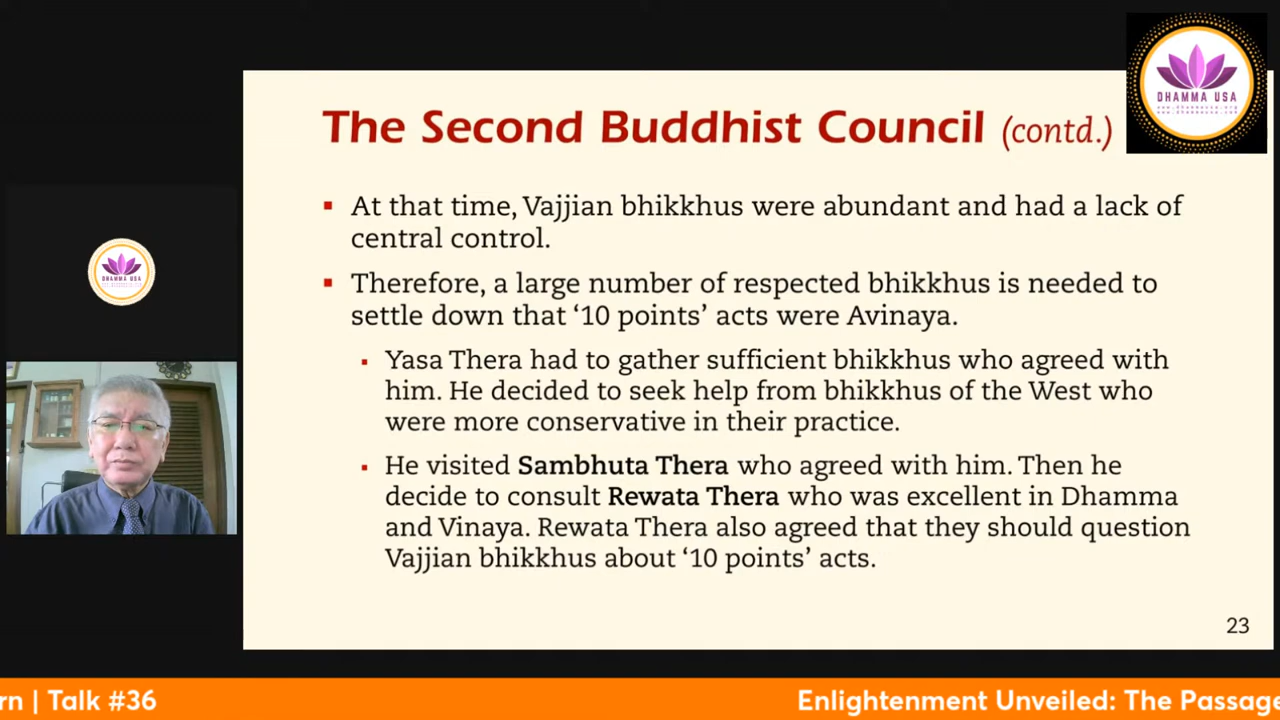 The Second Buddhist Council (contd.)
DHAMMA USA
▪ At that time, Vajjian bhikkhus were abundant and had a lack of
central control.
▪ Therefore, a large number of respected bhikkhus is needed to
settle down that ‘10 points’ acts were Avinaya.
▪ Yasa Thera had to gather sufficient bhikkhus who agreed with
him. He decided to seek help from bhikkhus of the West who
were more conservative in their practice.
▪ He visited Sambhuta Thera who agreed with him. Then he
decide to consult Rewata Thera who was excellent in Dhamma
and Vinaya. Rewata Thera also agreed that they should question
Vajjian bhikkhus about ‘10 points’ acts.
23
DHAMMA USA
rn | Talk #36
Enlightenment Unveiled: The Passage